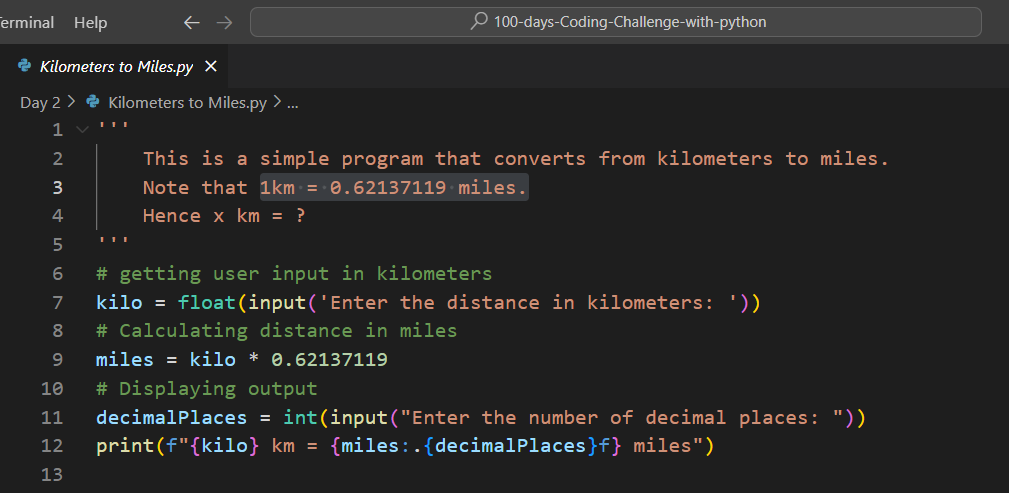 Terminal Help ← → 100-days-Coding-Challenge-with-python
Kilometers to Miles.py ×
Day 2 > Kilometers to Miles.py > ...
1 '''
2 This is a simple program that converts from kilometers to miles.
3 Note that 1km = 0.62137119 miles.
4 Hence x km = ?
5 '''
6 # getting user input in kilometers
7 kilo = float(input('Enter the distance in kilometers: '))
8 # Calculating distance in miles
9 miles = kilo * 0.62137119
10 # Displaying output
11 decimalPlaces = int(input("Enter the number of decimal places: "))
12 print(f"{kilo} km = {miles:.{decimalPlaces}f} miles")
13